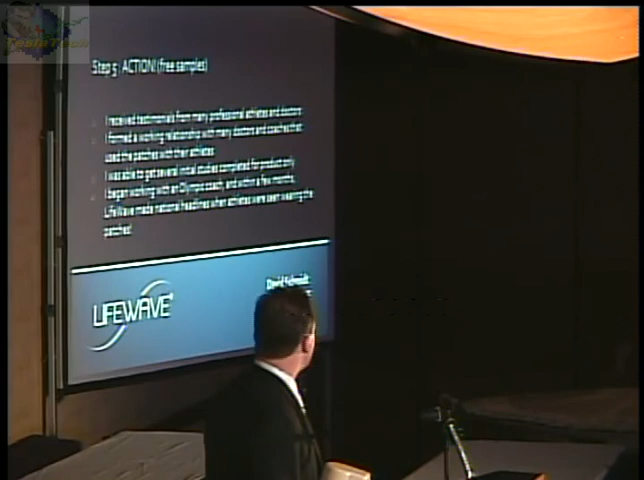 TeslaTech
Step 5: ACTION! (free samples)
I received testimonials from many professional athletes and doctors
I formed a working relationship with many doctors and coaches that
used the patches with their athletes
I was able to get several initial studies completed for product only
I began working with an Olympic coach, and within a few months,
LifeWave made national headlines when athletes were seen wearing the
patches!
David Schmidt
LIFEWAVE®